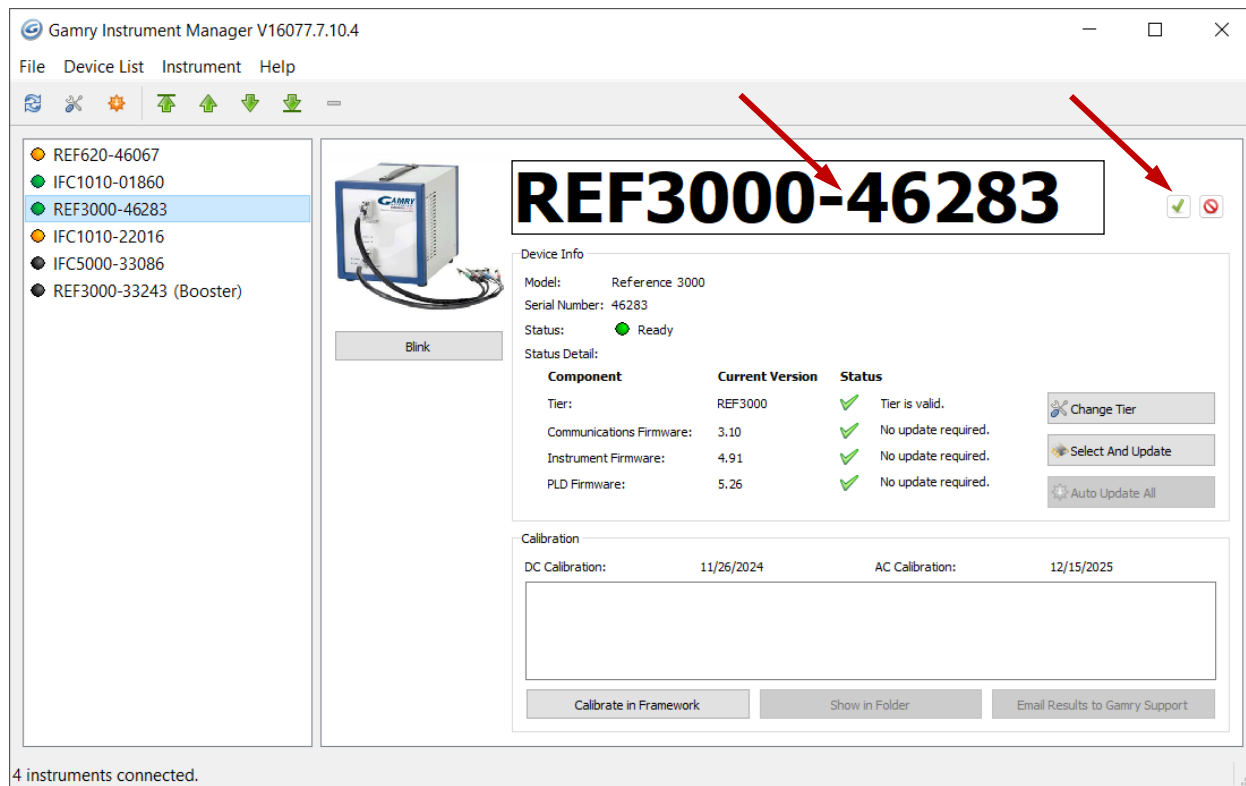 Gamry Instrument Manager V16077.7.10.4
File Device List Instrument Help
REF620-46067
IFC1010-01860
REF3000-46283
IFC1010-22016
IFC5000-33086
REF3000-33243 (Booster)
GAMRY
Blink
REF3000-46283
Device Info
Model: Reference 3000
Serial Number: 46283
Status: Ready
Status Detail:
Component Current Version Status
Tier: REF3000 Tier is valid.
Communications Firmware: 3.10 No update required.
Instrument Firmware: 4.91 No update required.
PLD Firmware: 5.26 No update required.
Change Tier
Select And Update
Auto Update All
Calibration
DC Calibration: 11/26/2024 AC Calibration: 12/15/2025
Calibrate in Framework Show in Folder Email Results to Gamry Support
4 instruments connected.